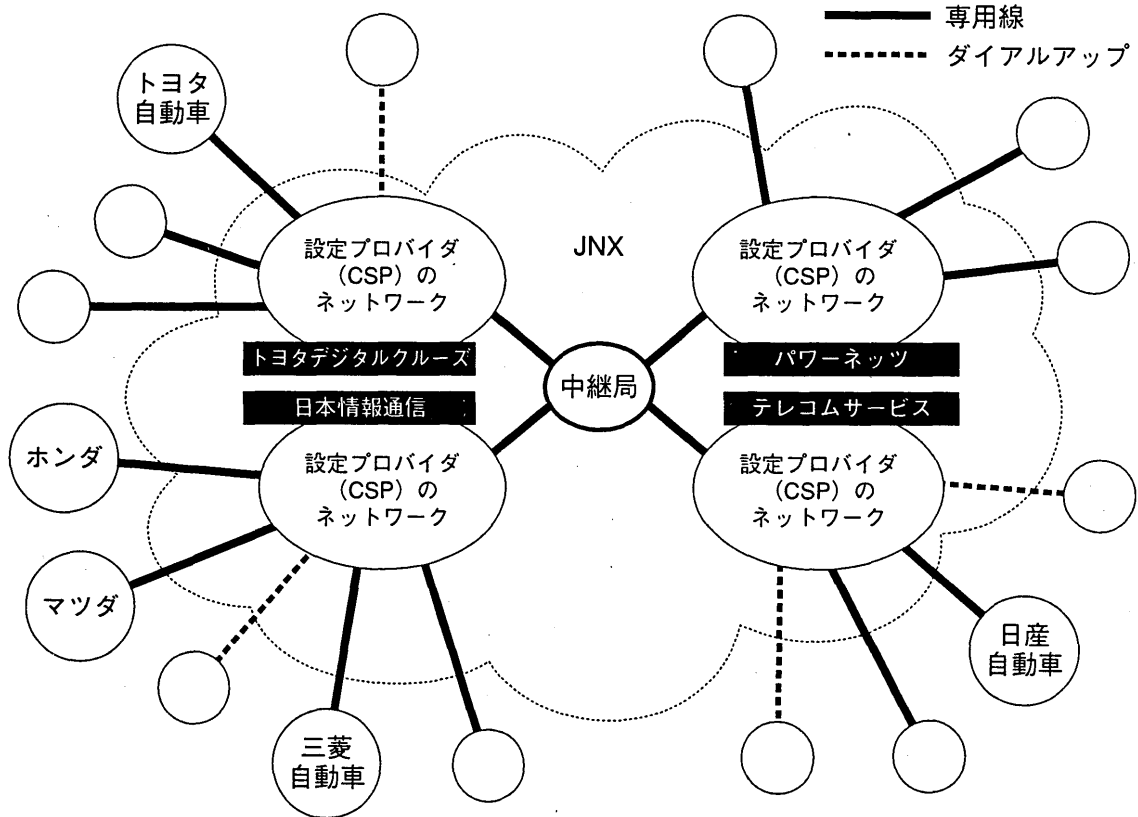 専用線
ダイアルアップ
トヨタ
自動車
JNX
設定プロバイダ
(CSP)の
ネットワーク
設定プロバイダ
(CSP)の
ネットワーク
トヨタデジタルクルーズ
パワーネッツ
中継局
日本情報通信
テレコムサービス
ホンダ
設定プロバイダ
(CSP)の
ネットワーク
設定プロバイダ
(CSP)の
ネットワーク
マツダ
日産
自動車
三菱
自動車